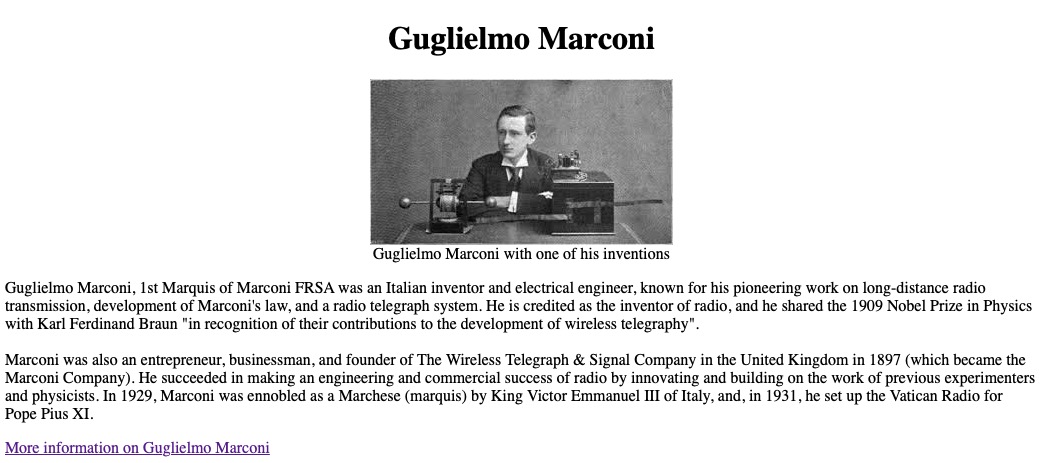 Guglielmo Marconi
Guglielmo Marconi with one of his inventions
Guglielmo Marconi, 1st Marquis of Marconi FRSA was an Italian inventor and electrical engineer, known for his pioneering work on long-distance radio
transmission, development of Marconi's law, and a radio telegraph system. He is credited as the inventor of radio, and he shared the 1909 Nobel Prize in Physics
with Karl Ferdinand Braun "in recognition of their contributions to the development of wireless telegraphy".
Marconi was also an entrepreneur, businessman, and founder of The Wireless Telegraph & Signal Company in the United Kingdom in 1897 (which became the
Marconi Company). He succeeded in making an engineering and commercial success of radio by innovating and building on the work of previous experimenters
and physicists. In 1929, Marconi was ennobled as a Marchese (marquis) by King Victor Emmanuel III of Italy, and, in 1931, he set up the Vatican Radio for
Pope Pius XI.
More information on Guglielmo Marconi